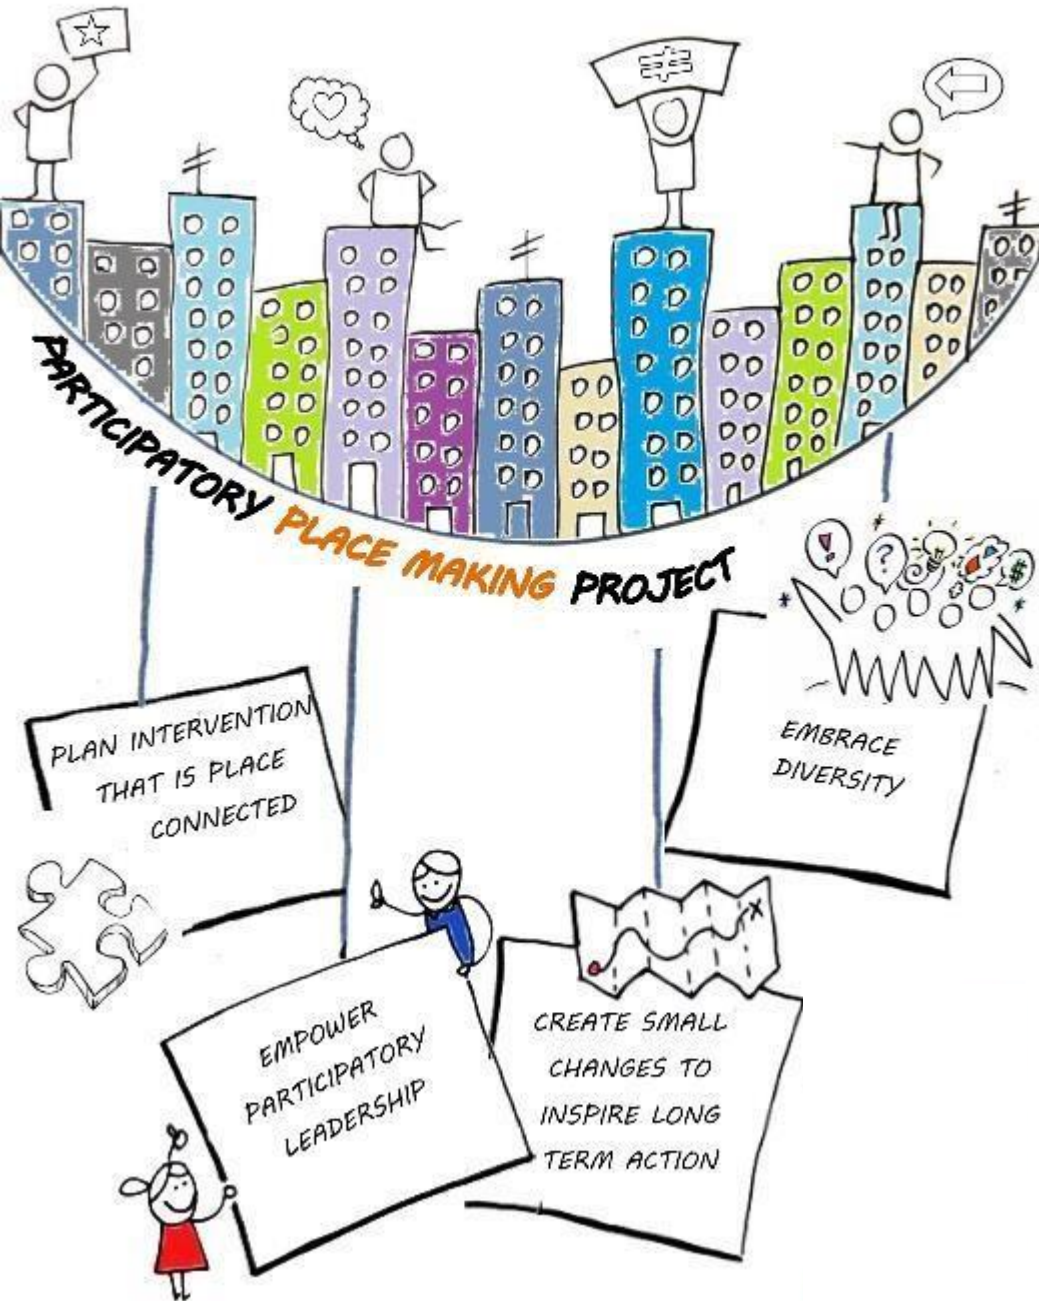 PARTICIPATORY PLACE MAKING PROJECT
PLAN INTERVENTION
THAT IS PLACE
CONNECTED
EMBRACE
DIVERSITY
EMPOWER
PARTICIPATORY
LEADERSHIP
CREATE SMALL
CHANGES TO
INSPIRE LONG
TERM ACTION
! ? $
X